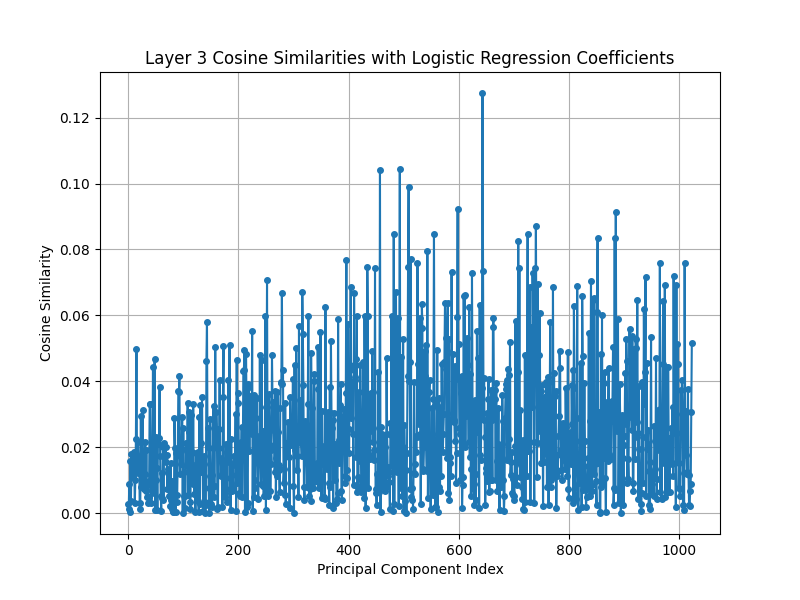 Layer 3 Cosine Similarities with Logistic Regression Coefficients
0.12
0.10
0.08
0.06
0.04
0.02
0.00
Cosine Similarity
0 200 400 600 800 1000
Principal Component Index